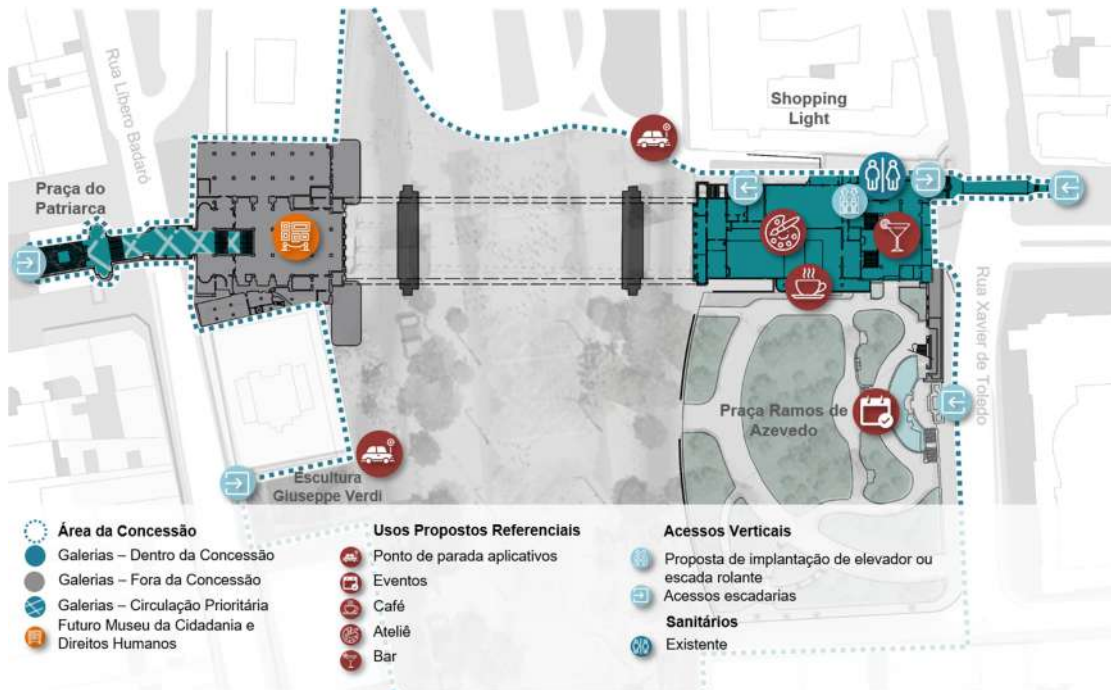 Rua Líbero Badaró
Shopping
Light
Praça do
Patriarca
Rua Xavier de Toledo
Praça Ramos de
Azevedo
Escultura
Giuseppe Verdi
Área da Concessão
Galerias – Dentro da Concessão
Galerias – Fora da Concessão
Galerias – Circulação Prioritária
Futuro Museu da Cidadania e
Direitos Humanos
Usos Propostos Referenciais
Ponto de parada aplicativos
Eventos
Café
Ateliê
Bar
Acessos Verticais
Proposta de implantação de elevador ou
escada rolante
Acessos escadarias
Sanitários
Existente